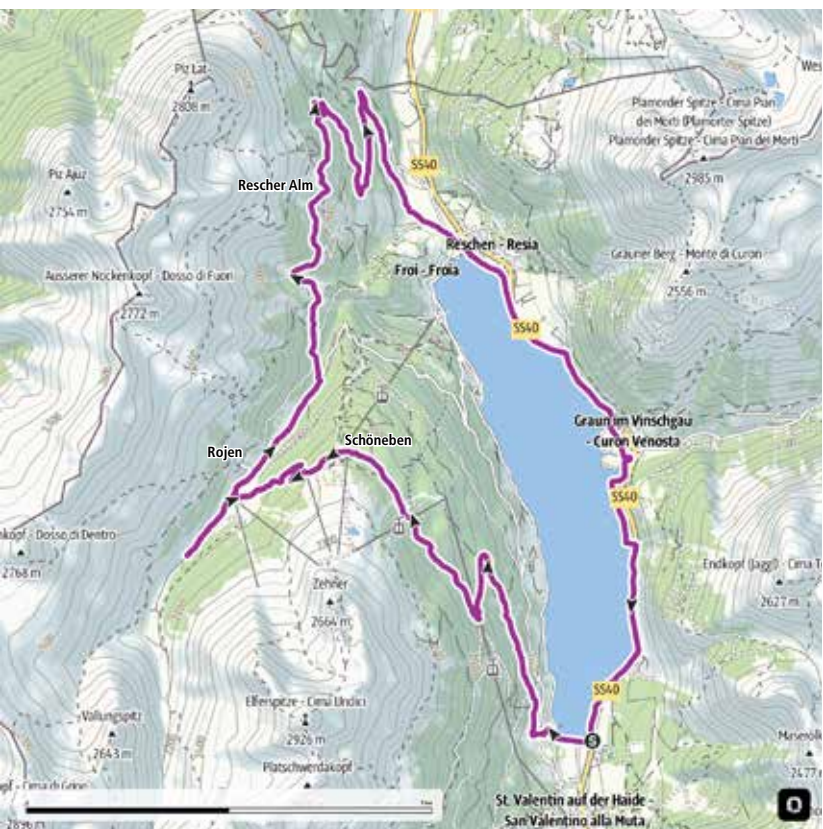 Piz Lat
2808 m
Plamorder Spitze - Cima Pian
dei Morti (Plamorter Spitze)
Plamorder Spitze - Cima Pian dei Morti
2985 m
SS40
Piz Ajuz
2754 m
Rescher Alm
Reschen - Resia
Grauner Berg - Monte di Curon
2556 m
Froi - Froia
Ausserer Nockenkopf - Dosso di Fuori
2772 m
SS40
Graun im Vinschgau
- Curon Venosta
Schöneben
Rojen
SS40
- Dosso di Dentro
2768 m
Endkopf (Jaggl) - Cima
2627 m
Zehner
2664 m
SS40
Elferspitze - Cima Undici
2926 m
Vallungspitz
2643 m
S
Platschwerdakopf
St. Valentin auf der Haide -
San Valentino alla Muta
O